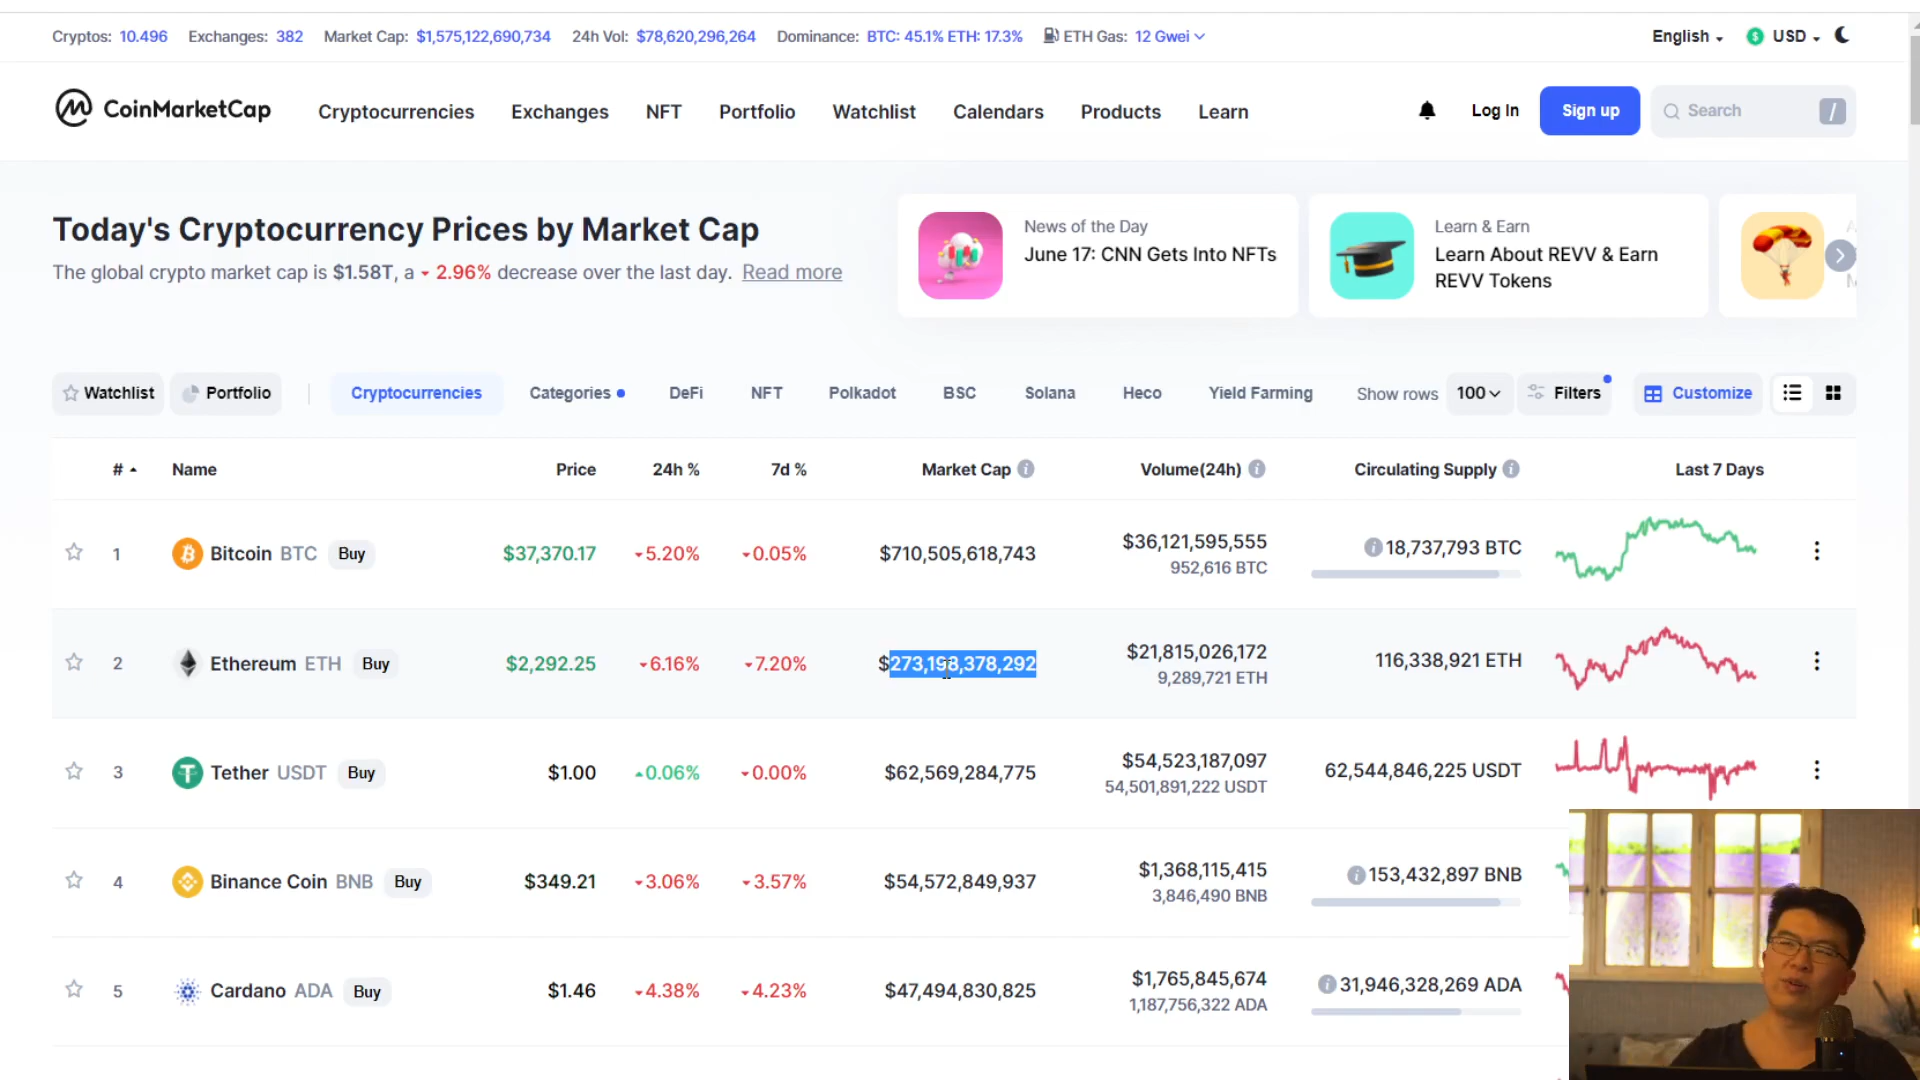 Cryptos: 10.496 Exchanges: 382 Market Cap: $1,575,122,690,734 24h Vol: $78,620,296,264 Dominance: BTC: 45.1% ETH: 17.3% ETH Gas: 12 Gwei English USD
CoinMarketCap Cryptocurrencies Exchanges NFT Portfolio Watchlist Calendars Products Learn Log In Sign up Search /
Today's Cryptocurrency Prices by Market Cap
The global crypto market cap is $1.58T, a 2.96% decrease over the last day. Read more
News of the Day
June 17: CNN Gets Into NFTs
Learn & Earn
Learn About REVV & Earn
REVV Tokens
Watchlist Portfolio Cryptocurrencies Categories DeFi NFT Polkadot BSC Solana Heco Yield Farming Show rows 100 Filters Customize
# Name Price 24h % 7d % Market Cap Volume(24h) Circulating Supply Last 7 Days
1 Bitcoin BTC Buy $37,370.17 5.20% 0.05% $710,505,618,743 $36,121,595,555 18,737,793 BTC
952,616 BTC
2 Ethereum ETH Buy $2,292.25 6.16% 7.20% $273,198,378,292 $21,815,026,172 116,338,921 ETH
9,289,721 ETH
3 Tether USDT Buy $1.00 0.06% 0.00% $62,569,284,775 $54,523,187,097 62,544,846,225 USDT
54,501,891,222 USDT
4 Binance Coin BNB Buy $349.21 3.06% 3.57% $54,572,849,937 $1,368,115,415 153,432,897 BNB
3,846,490 BNB
5 Cardano ADA Buy $1.46 4.38% 4.23% $47,494,830,825 $1,765,845,674 31,946,328,269 ADA
1,187,756,322 ADA